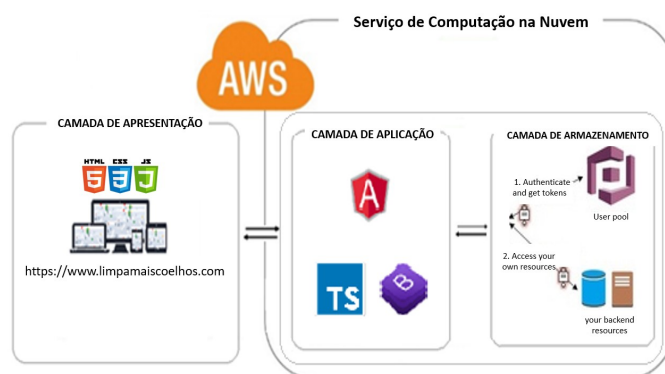 Serviço de Computação na Nuvem
AWS
CAMADA DE APRESENTAÇÃO
HTML CSS JS
5 3 J
https://www.limpamaiscoelhos.com
CAMADA DE APLICAÇÃO
A
TS
B
CAMADA DE ARMAZENAMENTO
1. Authenticate
and get tokens
User pool
2. Access your
own resources
your backend
resources